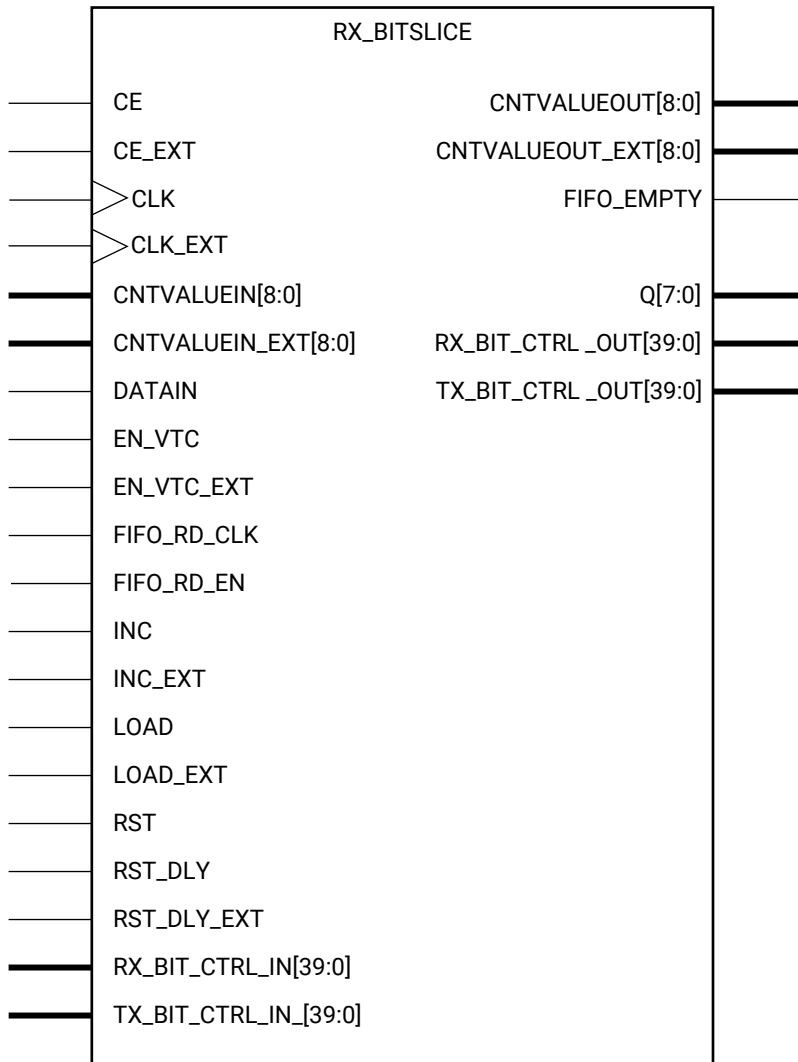 RX_BITSLICE
CE
CNTVALUEOUT[8:0]
CE_EXT
CNTVALUEOUT_EXT[8:0]
CLK
FIFO_EMPTY
CLK_EXT
CNTVALUEIN[8:0]
Q[7:0]
CNTVALUEIN_EXT[8:0]
RX_BIT_CTRL _OUT[39:0]
DATAIN
TX_BIT_CTRL _OUT[39:0]
EN_VTC
EN_VTC_EXT
FIFO_RD_CLK
FIFO_RD_EN
INC
INC_EXT
LOAD
LOAD_EXT
RST
RST_DLY
RST_DLY_EXT
RX_BIT_CTRL_IN[39:0]
TX_BIT_CTRL_IN_[39:0]